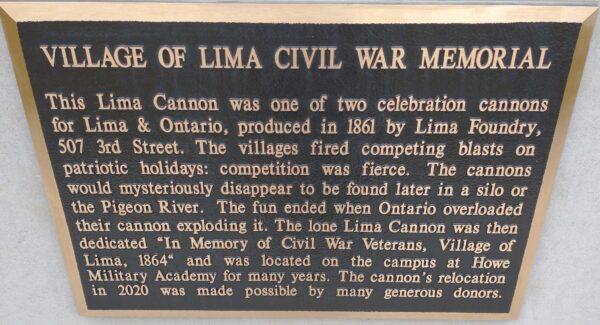 VILLAGE OF LIMA CIVIL WAR MEMORIAL
This Lima Cannon was one of two celebration cannons
for Lima & Ontario, produced in 1861 by Lima Foundry,
507 3rd Street. The villages fired competing blasts on
patriotic holidays: competition was fierce. The cannons
would mysteriously disappear to be found later in a silo or
the Pigeon River. The fun ended when Ontario overloaded
their cannon exploding it. The lone Lima Cannon was then
dedicated “In Memory of Civil War Veterans, Village of
Lima, 1864“ and was located on the campus at Howe
Military Academy for many years. The cannon's relocation
in 2020 was made possible by many generous donors.